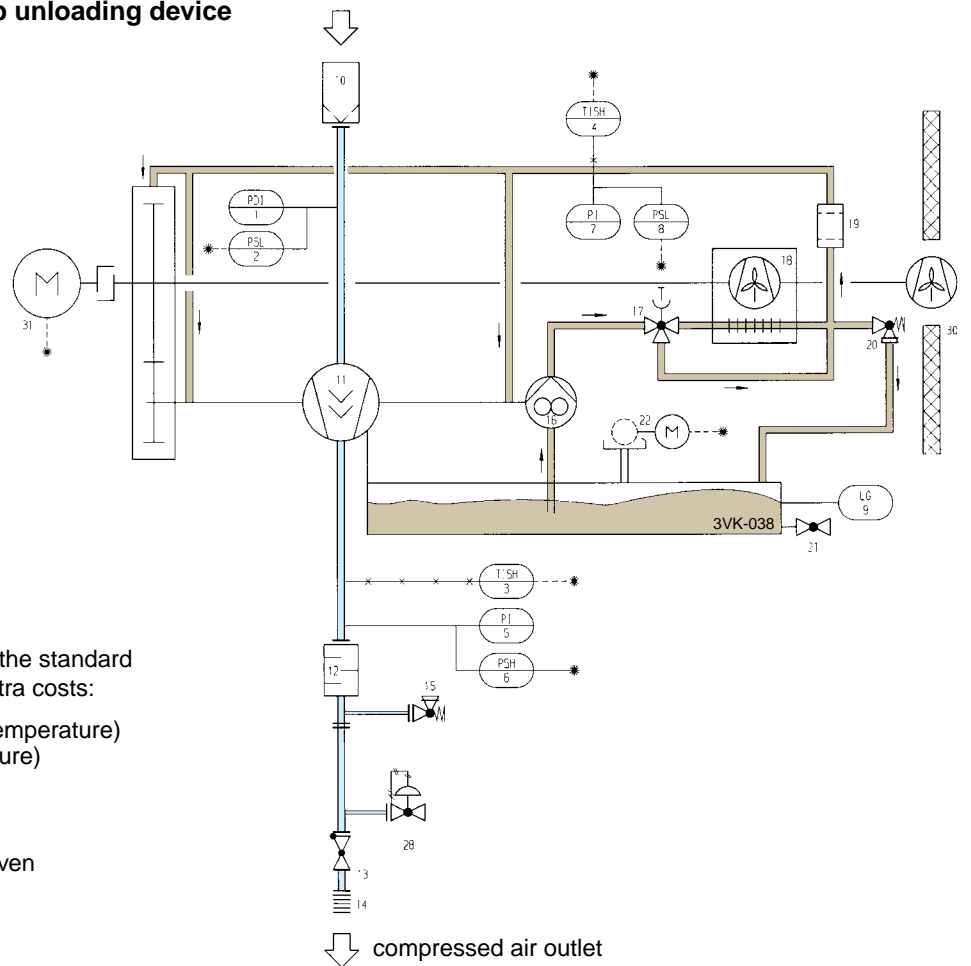 o unloading device
10
TISH
4
PDI
1
PSL
2
PI
7
PSL
8
19
18
M
31
17
20
30
11
16
22
M
LG
9
3VK-038
21
TISH
3
PI
5
PSH
6
the standard
tra costs:
12
15
emperature)
ure)
28
ven
13
14
compressed air outlet